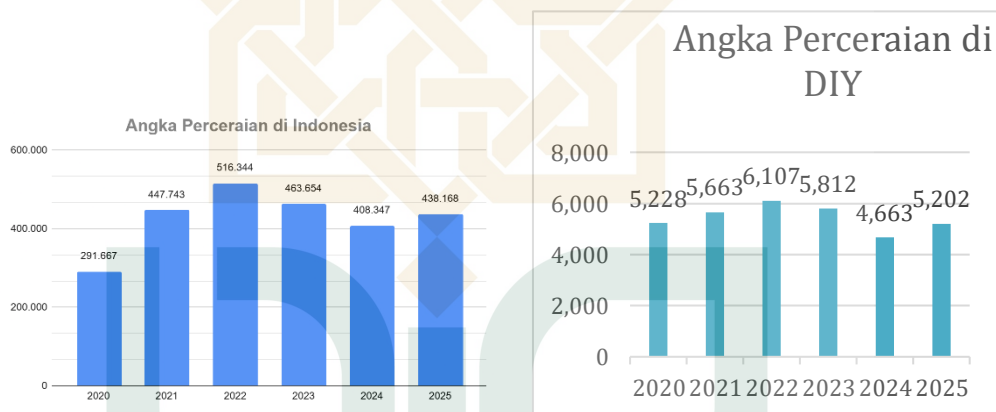 Angka Perceraian di Indonesia
600.000
516.344
447.743
463.654
438.168
408.347
400.000
291.667
200.000
0
2020 2021 2022 2023 2024 2025
Angka Perceraian di
DIY
8,000
5,228 5,663 6,107 5,812 4,663 5,202
6,000
4,000
2,000
0
2020 2021 2022 2023 2024 2025